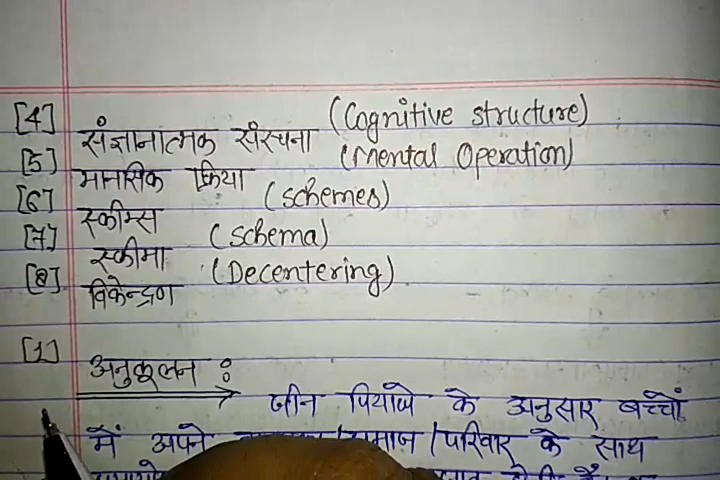 [4] संज्ञानात्मक संरचना (Cognitive structure)
[5] मानसिक क्रिया (Mental Operation)
[6] स्कीम्स (schemes)
[7] स्कीमा (schema)
[8] विकेन्द्रण (Decentering)
[1] अनुकूलन :
जीन पियाजे के अनुसार बच्चों
में अपने /समाज/परिवार के साथ